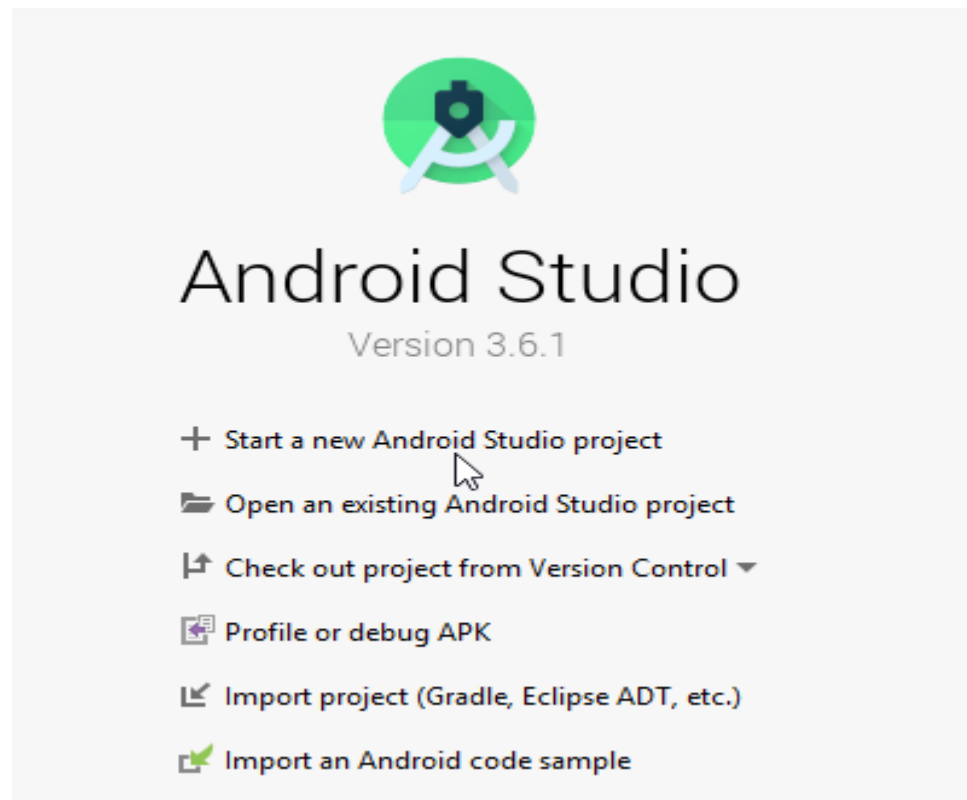 Android Studio
Version 3.6.1
Start a new Android Studio project
Open an existing Android Studio project
Check out project from Version Control
Profile or debug APK
Import project (Gradle, Eclipse ADT, etc.)
Import an Android code sample